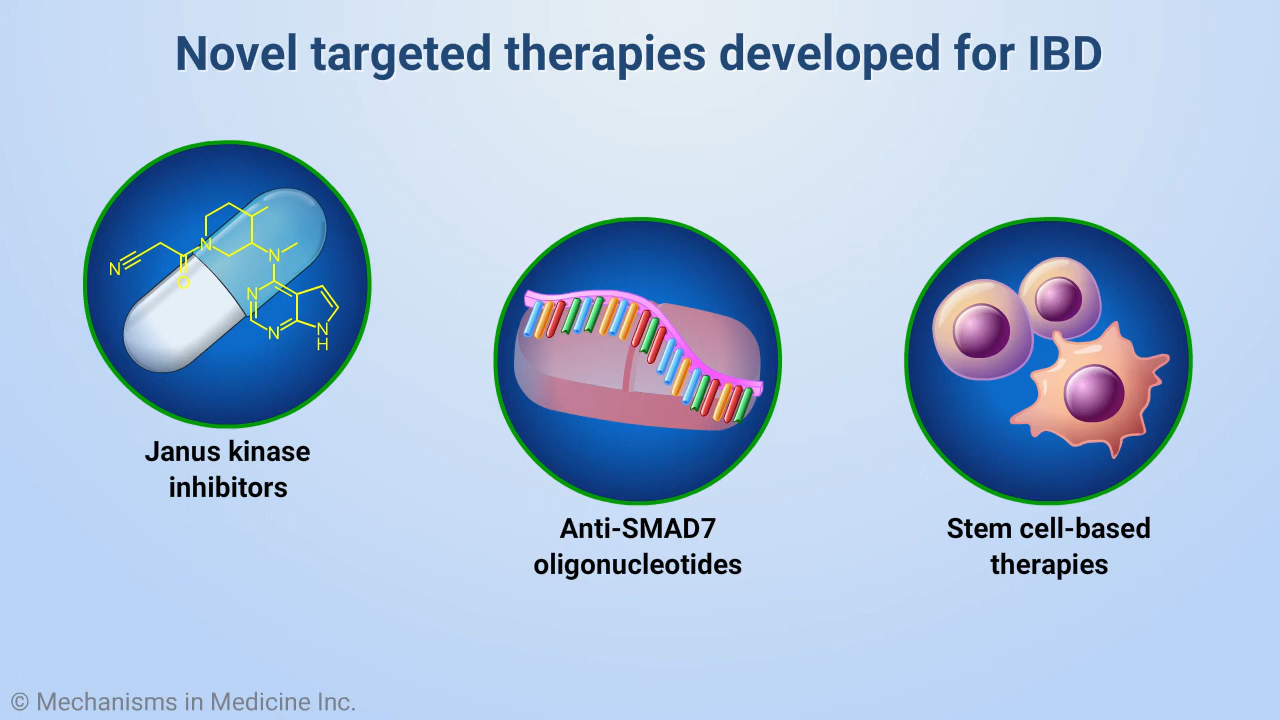 Novel targeted therapies developed for IBD
N
N
O
N
N
N
N
H
Janus kinase
inhibitors
Anti-SMAD7
oligonucleotides
Stem cell-based
therapies
© Mechanisms in Medicine Inc.